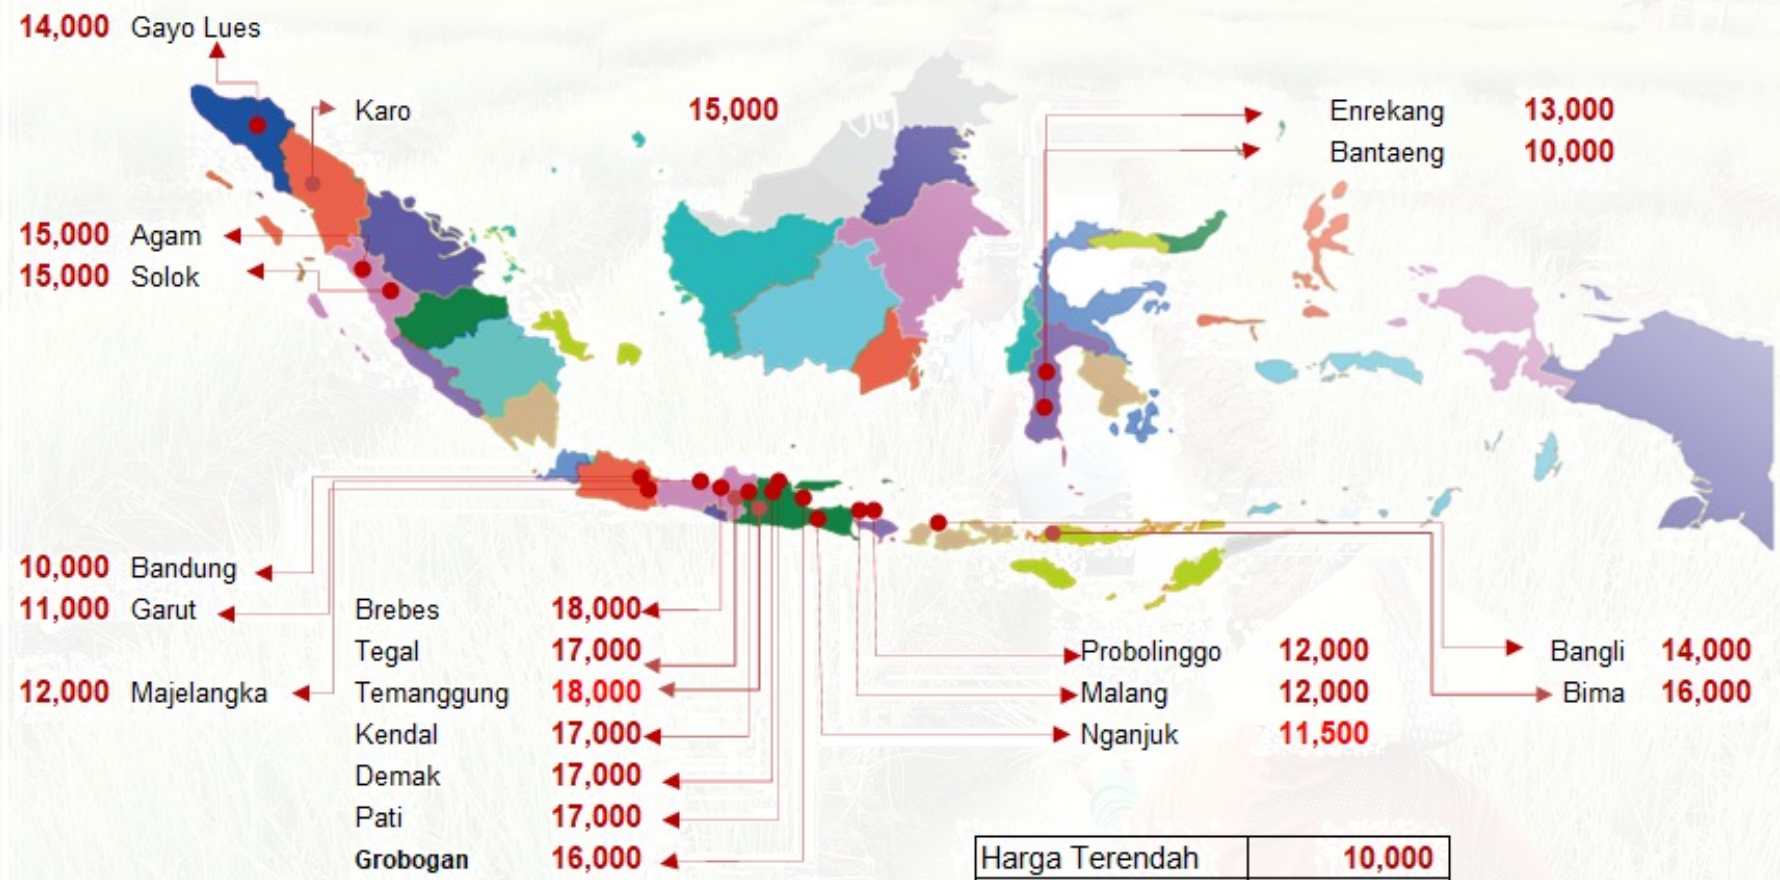 14,000 Gayo Lues
Karo 15,000
Enrekang 13,000
Bantaeng 10,000
15,000 Agam
15,000 Solok
10,000 Bandung
11,000 Garut
12,000 Majelangka
Brebes 18,000
Tegal 17,000
Temanggung 18,000
Kendal 17,000
Demak 17,000
Pati 17,000
Grobogan 16,000
Probolinggo 12,000
Malang 12,000
Nganjuk 11,500
Bangli 14,000
Bima 16,000
Harga Terendah 10,000